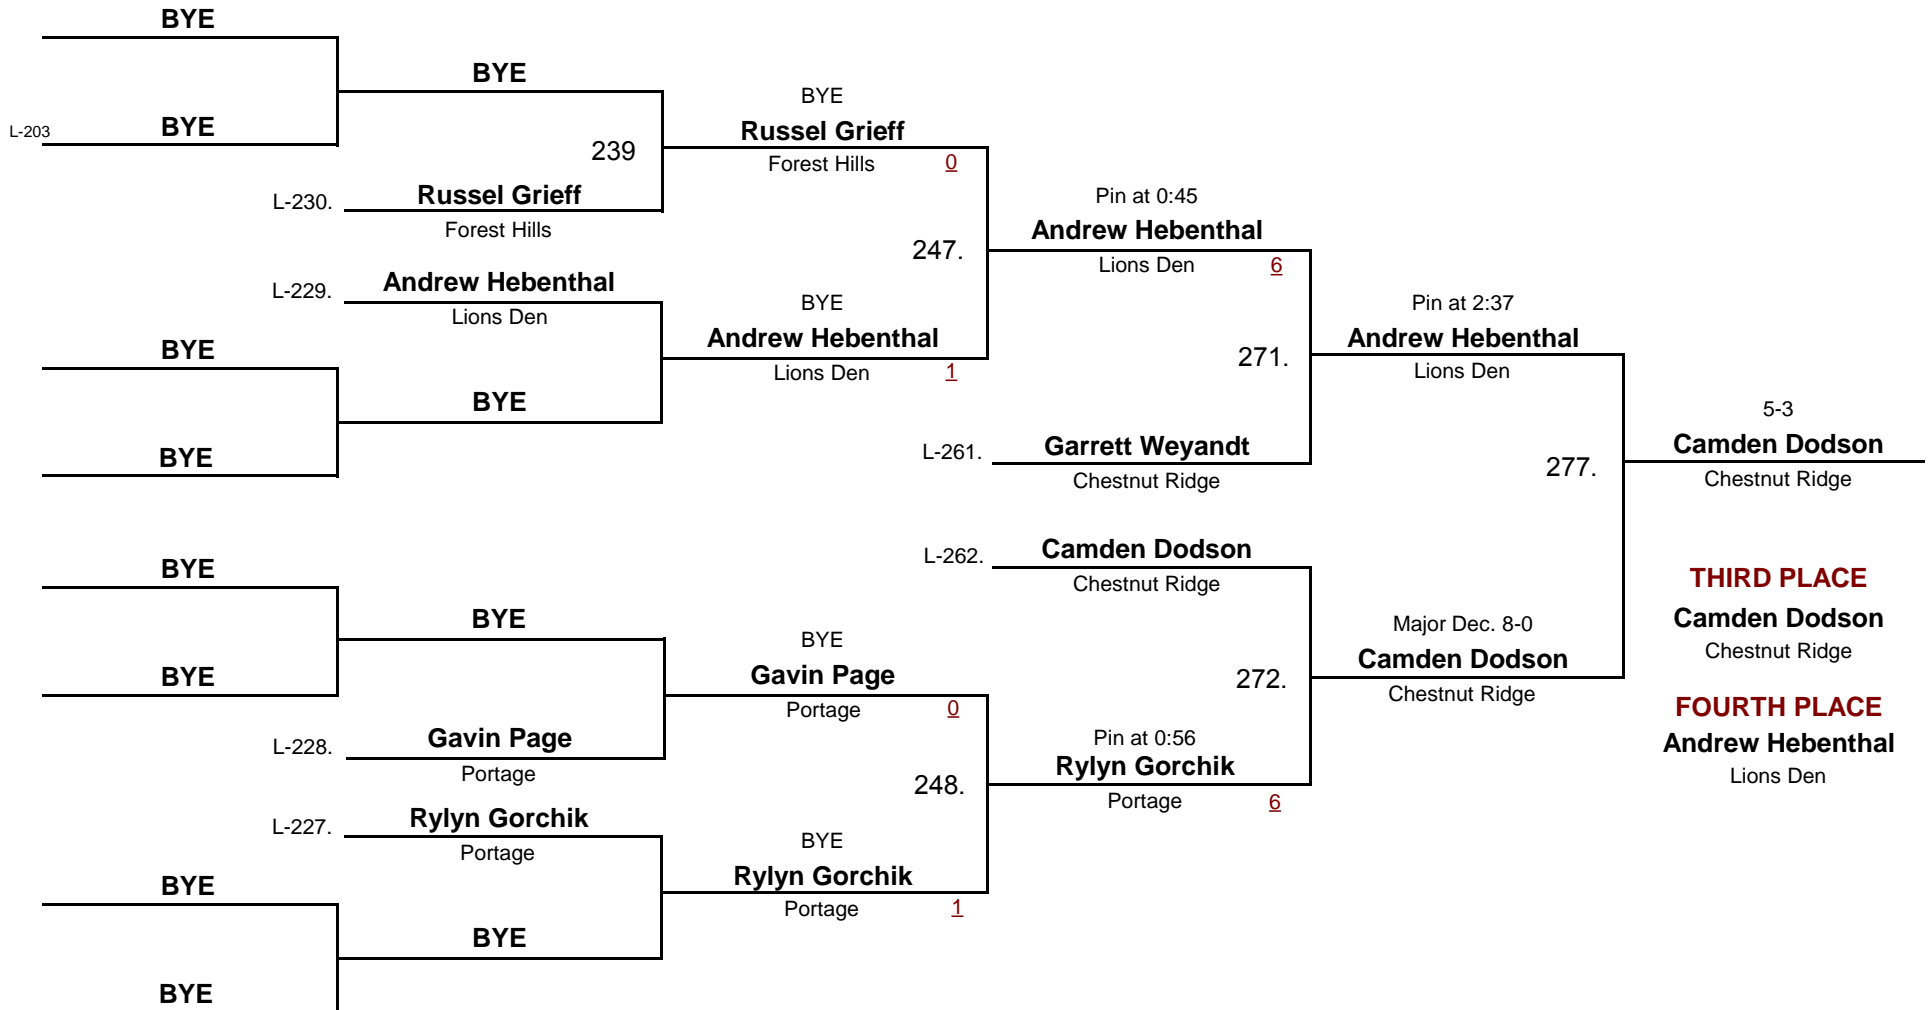 BYE
BYE
L-203
BYE
239
BYE
Russel Grieff
Forest Hills
0
L-230.
Russel Grieff
Forest Hills
Pin at 0:45
Andrew Hebenthal
Lions Den
6
247.
L-229.
Andrew Hebenthal
Lions Den
BYE
Andrew Hebenthal
Lions Den
1
Pin at 2:37
Andrew Hebenthal
Lions Den
271.
BYE
BYE
BYE
L-261.
Garrett Weyandt
Chestnut Ridge
277.
5-3
Camden Dodson
Chestnut Ridge
L-262.
Camden Dodson
Chestnut Ridge
BYE
BYE
BYE
THIRD PLACE
Camden Dodson
Chestnut Ridge
Major Dec. 8-0
Camden Dodson
Chestnut Ridge
272.
BYE
Gavin Page
Portage
0
FOURTH PLACE
Andrew Hebenthal
Lions Den
L-228.
Gavin Page
Portage
Pin at 0:56
Rylyn Gorchik
Portage
6
248.
L-227.
Rylyn Gorchik
Portage
BYE
Rylyn Gorchik
Portage
1
BYE
BYE
BYE